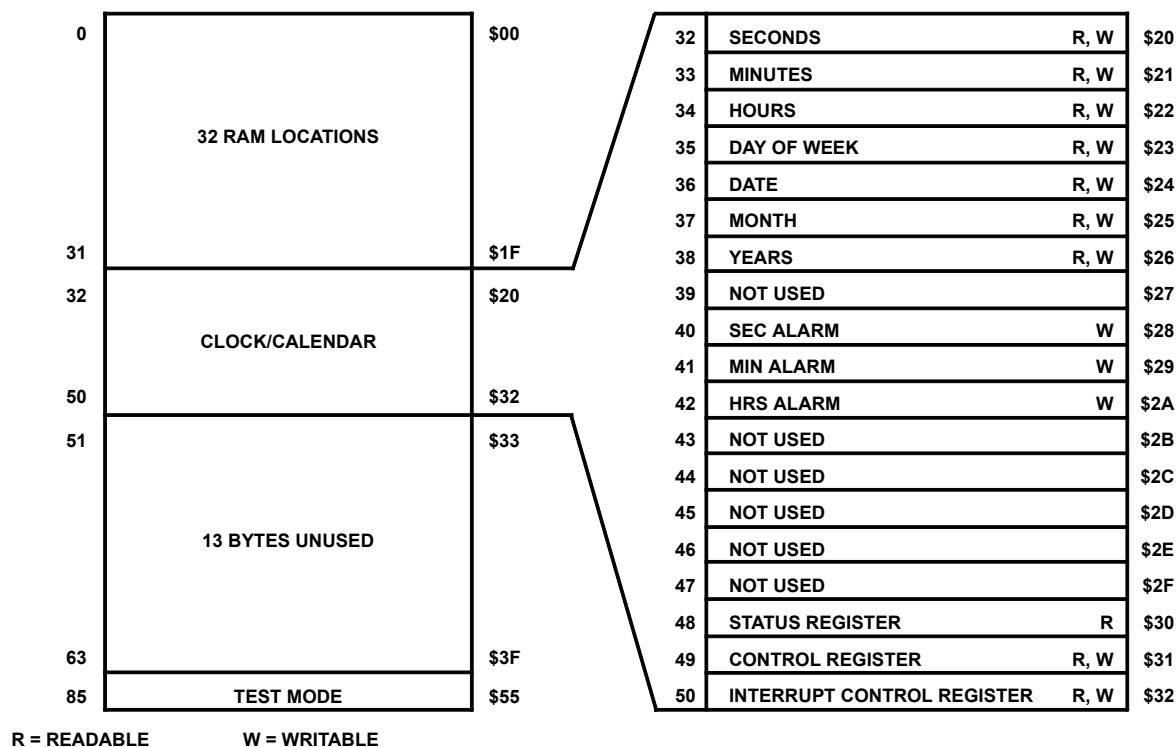 0 $00
32 RAM LOCATIONS
31 $1F
32 $20
CLOCK/CALENDAR
50 $32
51 $33
13 BYTES UNUSED
63 $3F
85 TEST MODE $55
32 SECONDS R, W $20
33 MINUTES R, W $21
34 HOURS R, W $22
35 DAY OF WEEK R, W $23
36 DATE R, W $24
37 MONTH R, W $25
38 YEARS R, W $26
39 NOT USED $27
40 SEC ALARM W $28
41 MIN ALARM W $29
42 HRS ALARM W $2A
43 NOT USED $2B
44 NOT USED $2C
45 NOT USED $2D
46 NOT USED $2E
47 NOT USED $2F
48 STATUS REGISTER R $30
49 CONTROL REGISTER R, W $31
50 INTERRUPT CONTROL REGISTER R, W $32
R = READABLE W = WRITABLE